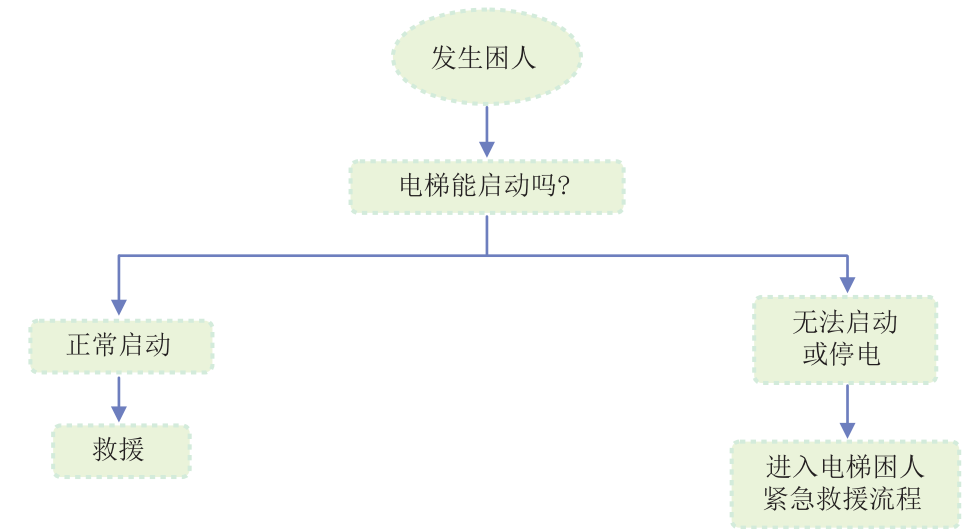 发生困人
电梯能启动吗?
正常启动
无法启动
或停电
救援
进入电梯困人
紧急救援流程